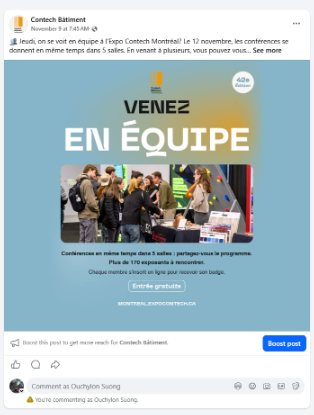 Contech Bâtiment
November 9 at 7:45 AM
Jeudi, on se voit en équipe à l'Expo Contech Montréal! Le 12 novembre, les conférences se
donnent en même temps dans 5 salles. En venant à plusieurs, vous pouvez vous... See more
42e
Édition
VENEZ
EN ÉQUIPE
Conférences en même temps dans 5 salles : partagez-vous le programme.
Plus de 170 exposants à rencontrer.
Chaque membre s'inscrit en ligne pour recevoir son badge.
Entrée gratuite
MONTREAL.EXPOCONTECH.CA
Boost this post to get more reach for Contech Bâtiment.
Boost post
Comment as Ouchylon Suong
You're commenting as Ouchylon Suong.